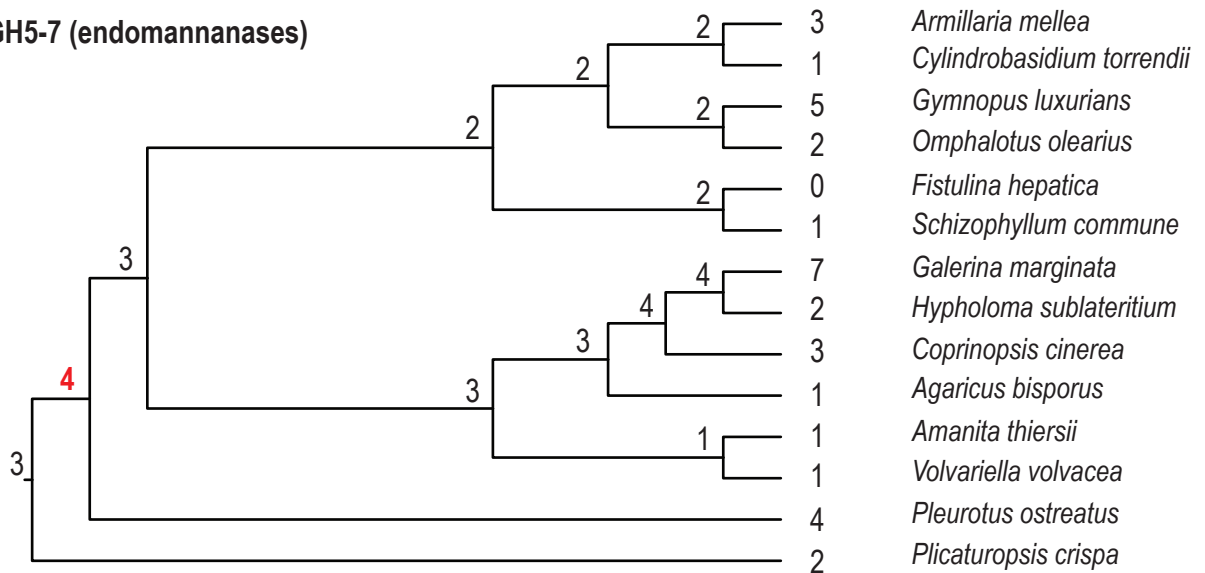 GH5-7 (endomannanases)
2 3 Armillaria mellea
2 1 Cylindrobasidium torrendii
2 5 Gymnopus luxurians
2 2 Omphalotus olearius
2 0 Fistulina hepatica
1 Schizophyllum commune
3 4 7 Galerina marginata
4 2 Hypholoma sublateritium
3 3 Coprinopsis cinerea
4 3 1 Agaricus bisporus
1 1 Amanita thiersii
3 1 Volvariella volvacea
4 Pleurotus ostreatus
2 Plicaturopsis crispa